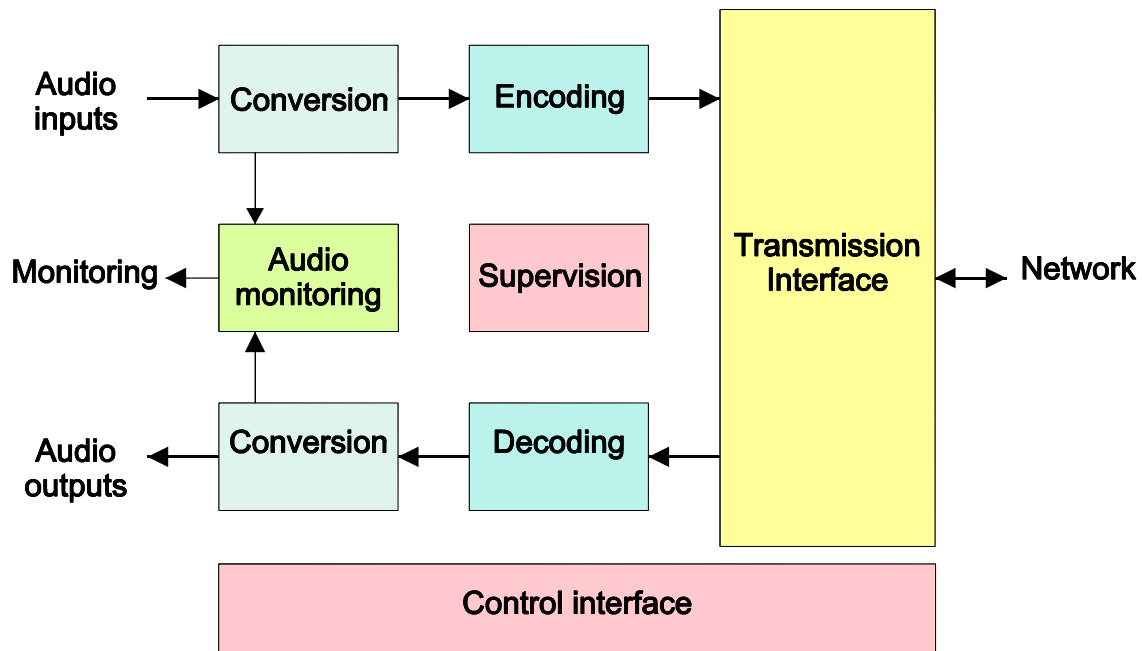 Audio
inputs
Conversion
Encoding
Monitoring
Audio
monitoring
Supervision
Transmission
Interface
Network
Audio
outputs
Conversion
Decoding
Control interface